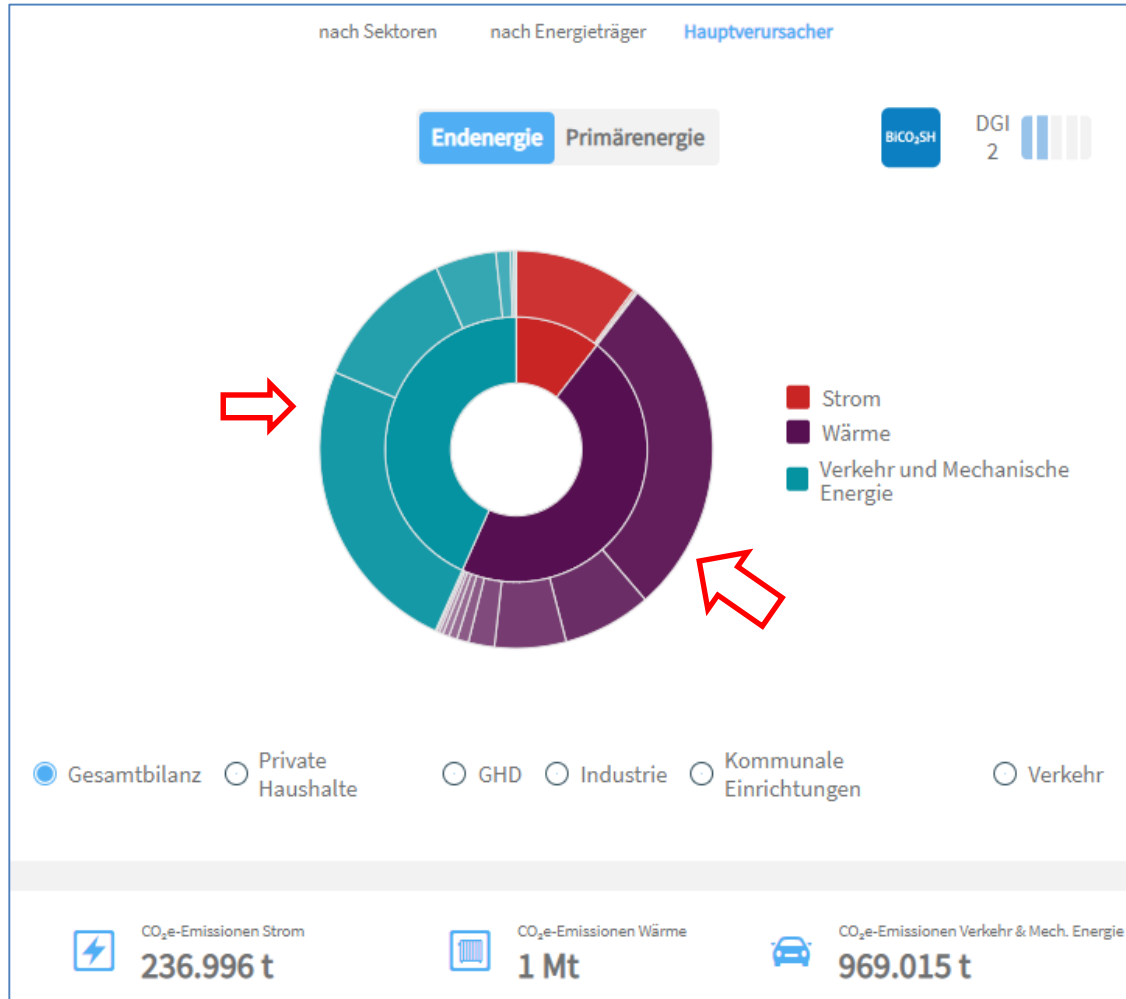 nach Sektoren nach Energieträger Hauptverursacher
Endenergie Primärenergie
BICO₂SH
DGI
2
Strom
Wärme
Verkehr und Mechanische
Energie
Gesamtbilanz
Private
Haushalte
GHD
Industrie
Kommunale
Einrichtungen
Verkehr
CO₂e-Emissionen Strom
236.996 t
CO₂e-Emissionen Wärme
1 Mt
CO₂e-Emissionen Verkehr & Mech. Energie
969.015 t